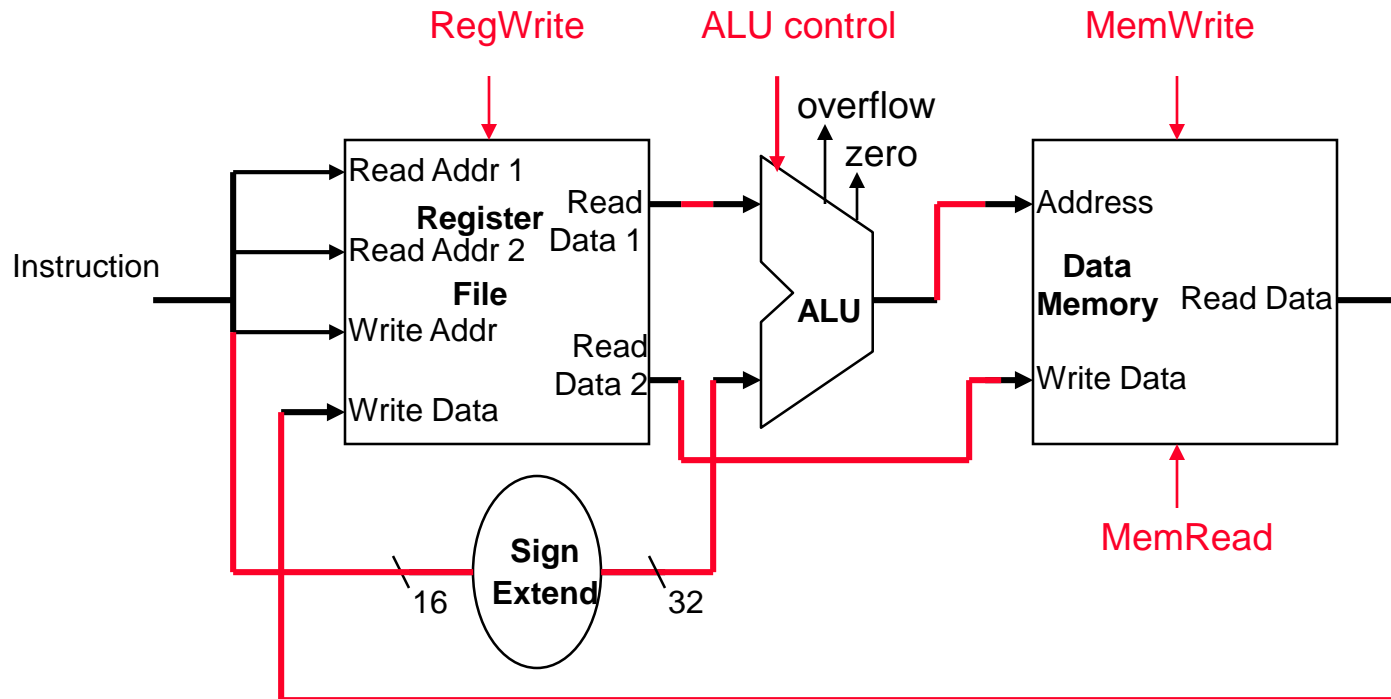 RegWrite
ALU control
MemWrite
overflow
zero
Read Addr 1
Register
Read Addr 2
File
Write Addr
Write Data
Read
Data 1
Read
Data 2
Instruction
ALU
Address
Data
Memory
Read Data
Write Data
MemRead
Sign
Extend
16
32